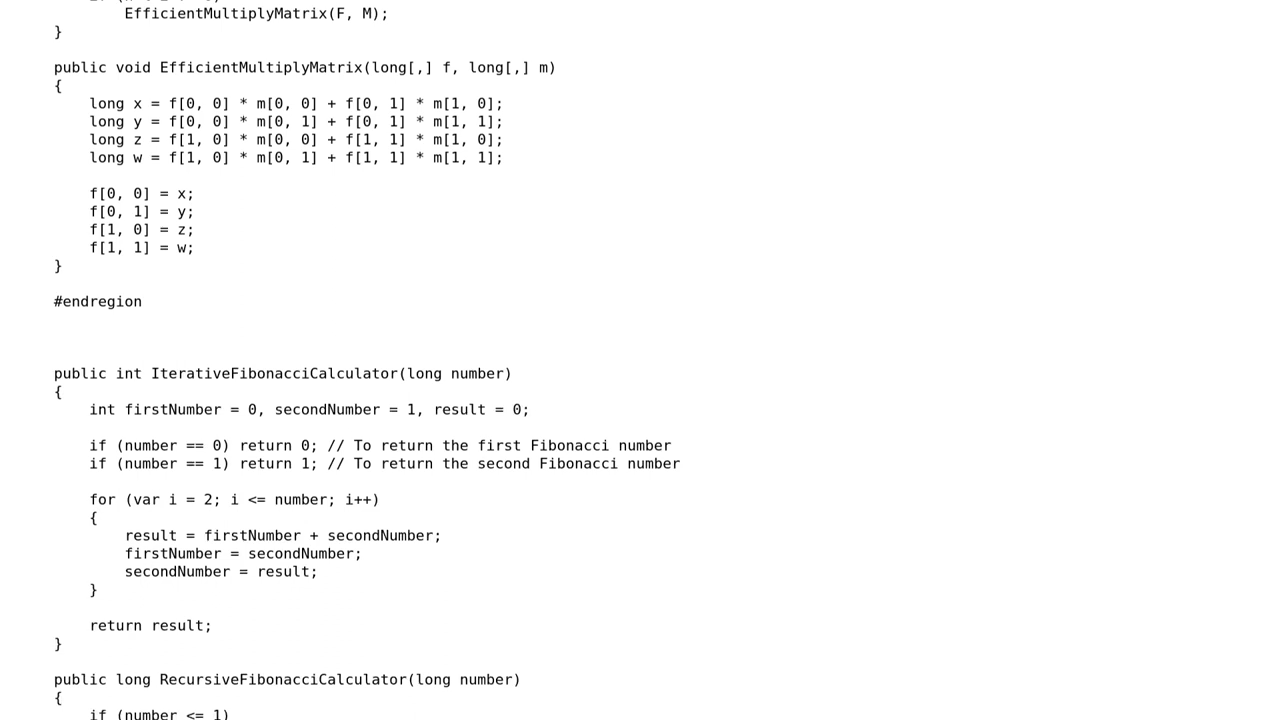 EfficientMultiplyMatrix(F, M);
}
public void EfficientMultiplyMatrix(long[,] f, long[,] m)
{
long x = f[0, 0] * m[0, 0] + f[0, 1] * m[1, 0];
long y = f[0, 0] * m[0, 1] + f[0, 1] * m[1, 1];
long z = f[1, 0] * m[0, 0] + f[1, 1] * m[1, 0];
long w = f[1, 0] * m[0, 1] + f[1, 1] * m[1, 1];
f[0, 0] = x;
f[0, 1] = y;
f[1, 0] = z;
f[1, 1] = w;
}
#endregion
public int IterativeFibonacciCalculator(long number)
{
int firstNumber = 0, secondNumber = 1, result = 0;
if (number == 0) return 0; // To return the first Fibonacci number
if (number == 1) return 1; // To return the second Fibonacci number
for (var i = 2; i <= number; i++)
{
result = firstNumber + secondNumber;
firstNumber = secondNumber;
secondNumber = result;
}
return result;
}
public long RecursiveFibonacciCalculator(long number)
{
if (number <= 1)